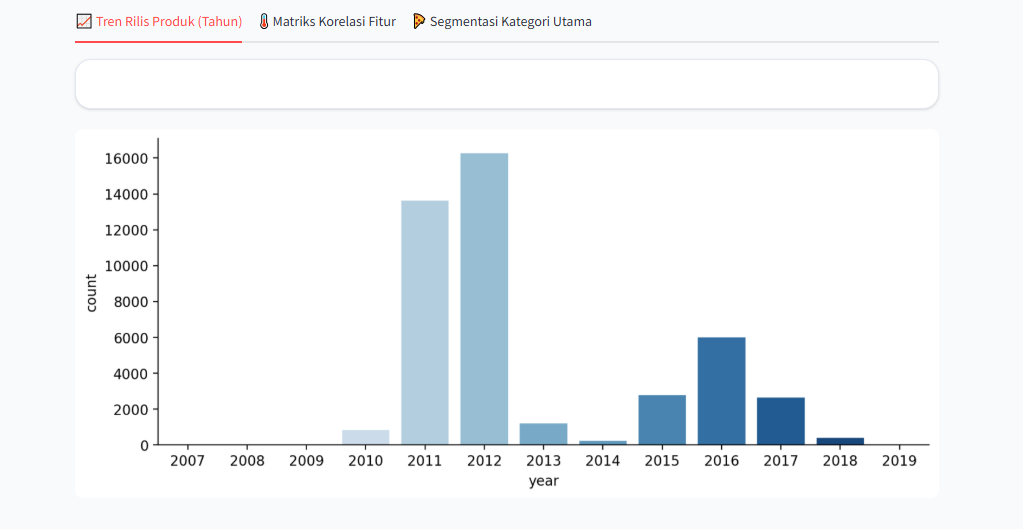 📈 Tren Rilis Produk (Tahun) 🌡️ Matriks Korelasi Fitur 🍕 Segmentasi Kategori Utama
16000
14000
12000
10000
8000
6000
4000
2000
0
count
2007 2008 2009 2010 2011 2012 2013 2014 2015 2016 2017 2018 2019
year